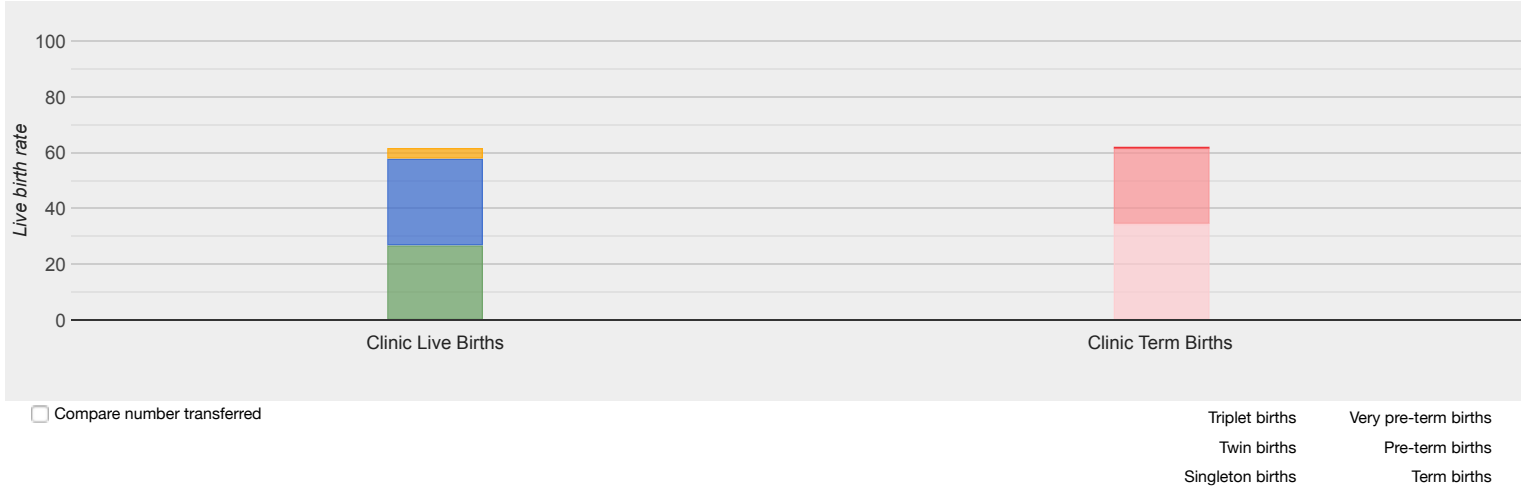 100
80
60
40
20
0
Live birth rate
Clinic Live Births
Clinic Term Births
Compare number transferred
Triplet births
Very pre-term births
Twin births
Pre-term births
Singleton births
Term births